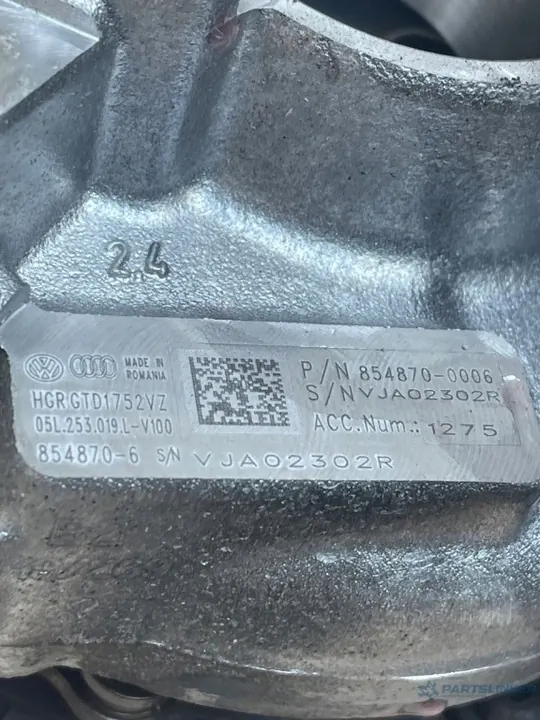 2.4
MADE IN
ROMANIA
HGR GTD1752VZ
05L.253.019.L-V100
854870-6 S/N VJA02302R
P/N 854870-0006
S/N VJA02302R
ACC.Num.: 1275
PARTSLINK